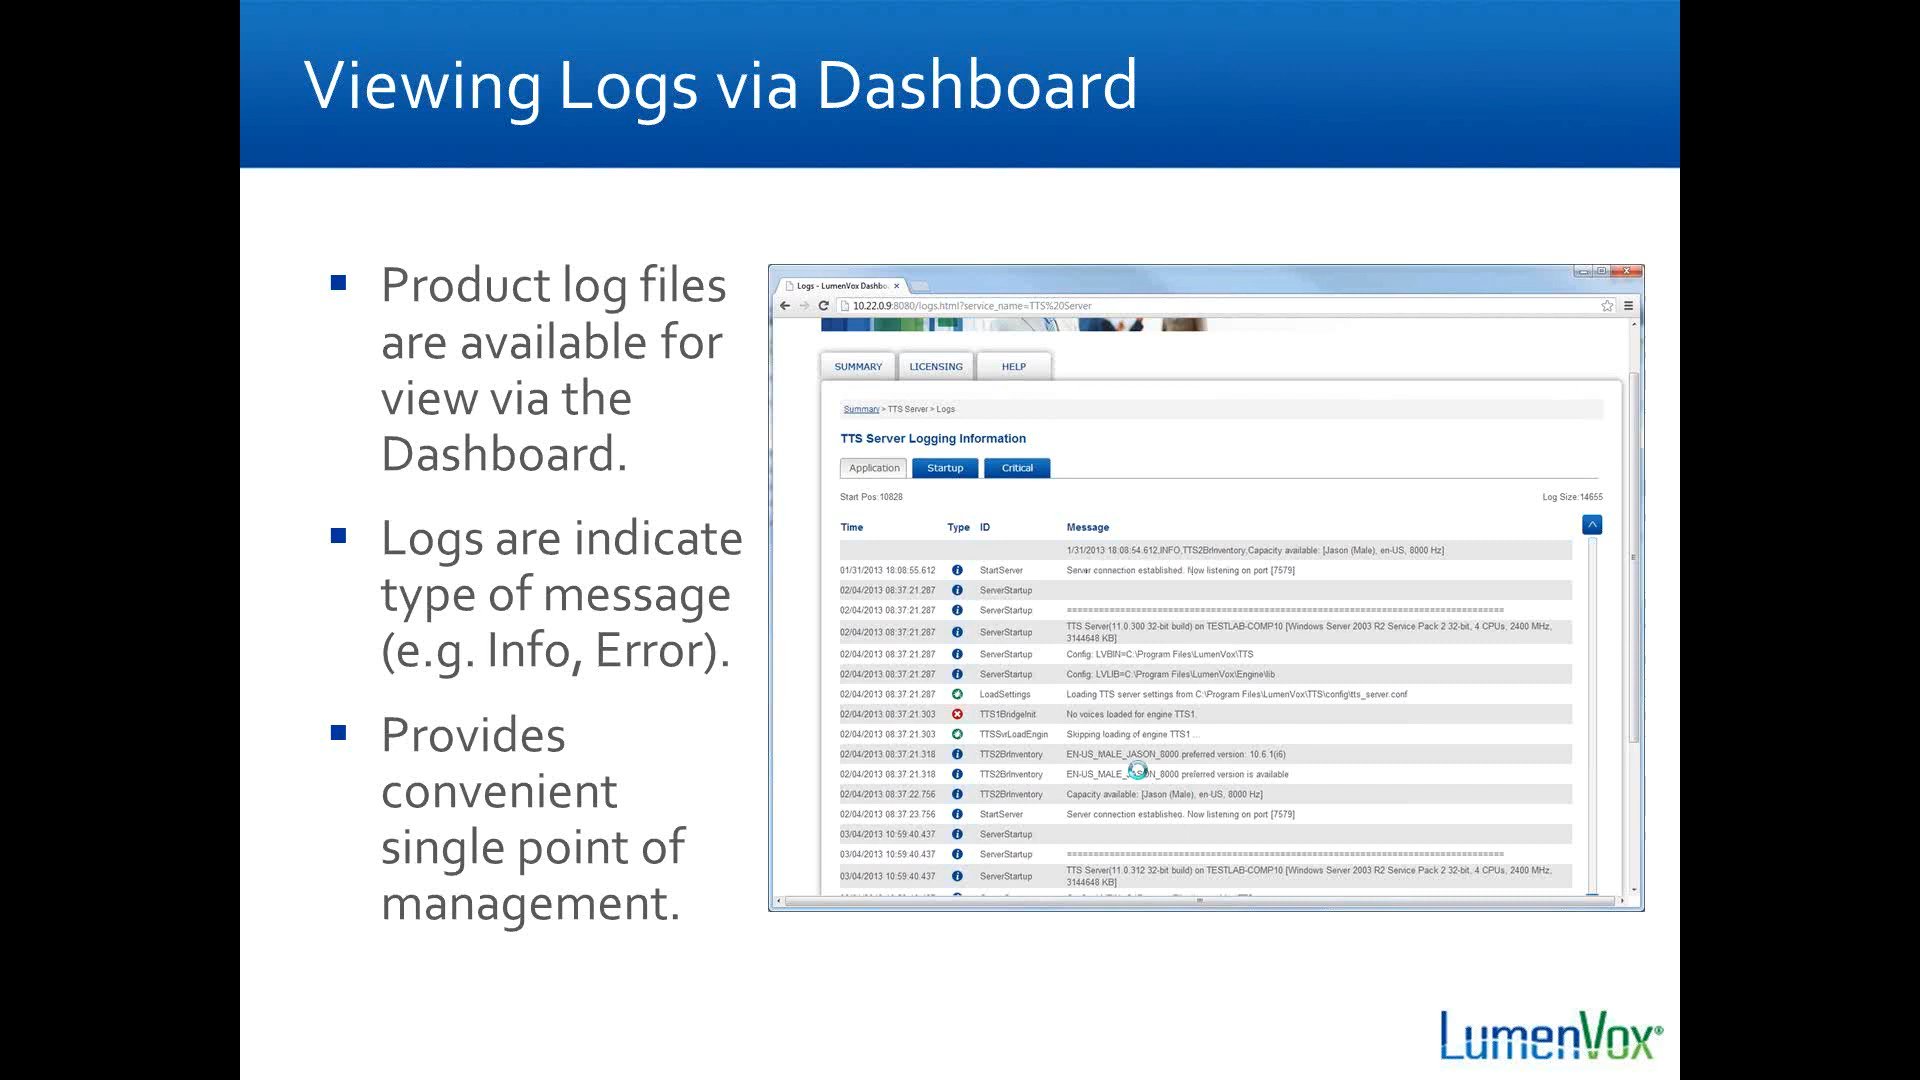 Viewing Logs via Dashboard
Product log files
are available for
view via the
Dashboard.
Logs are indicate
type of message
(e.g. Info, Error).
Provides
convenient
single point of
management.
Logs - LumenVox Dashbo
10.22.0.9:8080/logs.html?service_name=TTS%20Server
SUMMARY LICENSING HELP
Summary > TTS Server > Logs
TTS Server Logging Information
Application Startup Critical
Start Pos:10828 Log Size:14655
Time Type ID Message
1/31/2013 18:08:54.612,INFO,TTS2BrInventory,Capacity available: [Jason (Male), en-US, 8000 Hz]
01/31/2013 18:08:55.612 StartServer Server connection established. Now listening on port [7579]
02/04/2013 08:37:21.287 ServerStartup
02/04/2013 08:37:21.287 ServerStartup ====================================================================================
02/04/2013 08:37:21.287 ServerStartup TTS Server(11.0.300 32-bit build) on TESTLAB-COMP10 [Windows Server 2003 R2 Service Pack 2 32-bit, 4 CPUs, 2400 MHz,
3144648 KB]
02/04/2013 08:37:21.287 ServerStartup Config: LVBIN=C:\Program Files\LumenVox\TTS
02/04/2013 08:37:21.287 ServerStartup Config: LVLIB=C:\Program Files\LumenVox\Engine\lib
02/04/2013 08:37:21.287 LoadSettings Loading TTS server settings from C:\Program Files\LumenVox\TTS\config\tts_server.conf
02/04/2013 08:37:21.303 TTS1BridgeInit No voices loaded for engine TTS1
02/04/2013 08:37:21.303 TTSSvrLoadEngin Skipping loading of engine TTS1 ...
02/04/2013 08:37:21.318 TTS2BrInventory EN-US_MALE_JASON_8000 preferred version: 10.6.1(i6)
02/04/2013 08:37:21.318 TTS2BrInventory EN-US_MALE_JASON_8000 preferred version is available
02/04/2013 08:37:22.756 TTS2BrInventory Capacity available: [Jason (Male), en-US, 8000 Hz]
02/04/2013 08:37:23.756 StartServer Server connection established. Now listening on port [7579]
03/04/2013 10:59:40.437 ServerStartup
03/04/2013 10:59:40.437 ServerStartup ====================================================================================
03/04/2013 10:59:40.437 ServerStartup TTS Server(11.0.312 32-bit build) on TESTLAB-COMP10 [Windows Server 2003 R2 Service Pack 2 32-bit, 4 CPUs, 2400 MHz,
3144648 KB]
LumenVox®